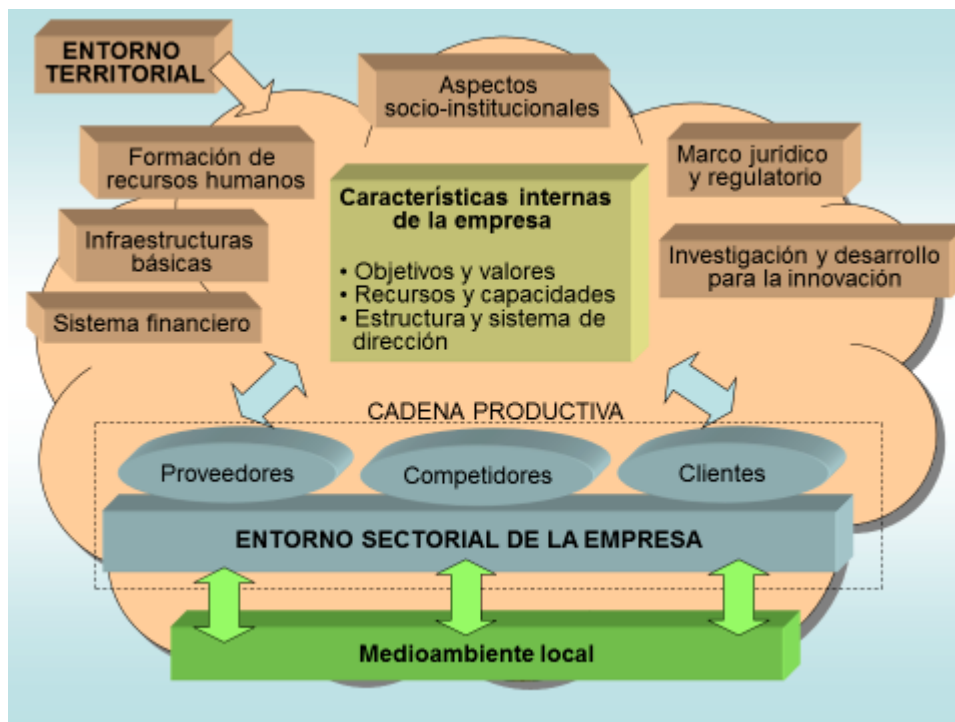 ENTORNO
TERRITORIAL
Aspectos
socio-institucionales
Formación de
recursos humanos
Marco jurídico
y regulatorio
Características internas
de la empresa
• Objetivos y valores
• Recursos y capacidades
• Estructura y sistema de
dirección
Infraestructuras
básicas
Investigación y desarrollo
para la innovación
Sistema financiero
CADENA PRODUCTIVA
Proveedores
Competidores
Clientes
ENTORNO SECTORIAL DE LA EMPRESA
Medioambiente local